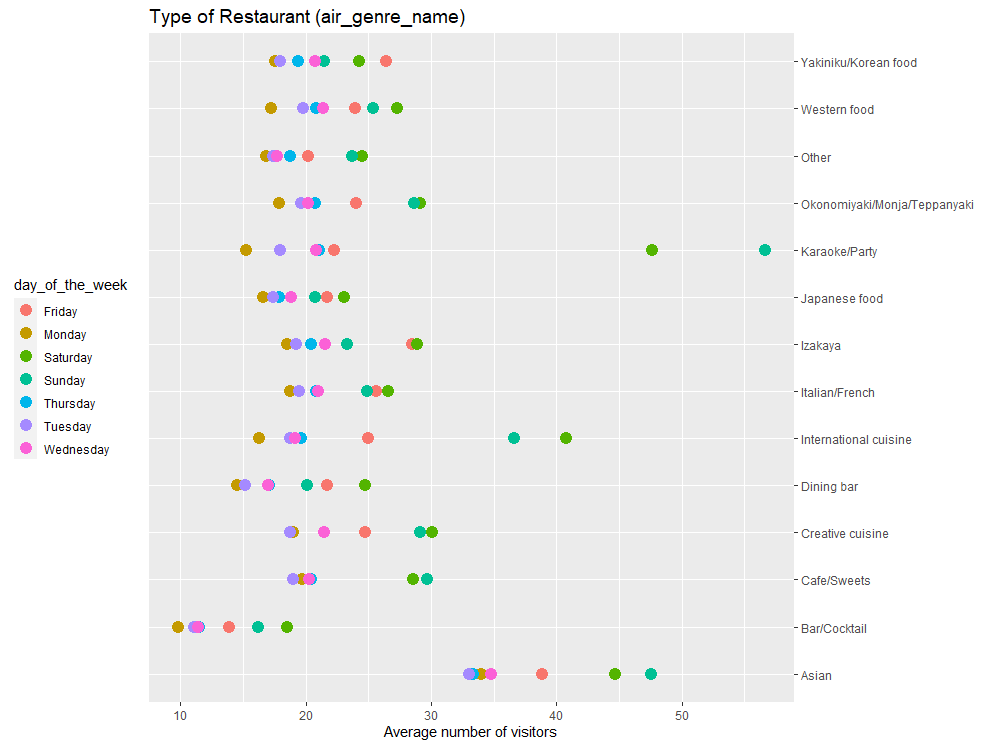 Type of Restaurant (air_genre_name)
Yakiniku/Korean food
Western food
Other
Okonomiyaki/Monja/Teppanyaki
Karaoke/Party
Japanese food
Izakaya
Italian/French
International cuisine
Dining bar
Creative cuisine
Cafe/Sweets
Bar/Cocktail
Asian
day_of_the_week
Friday
Monday
Saturday
Sunday
Thursday
Tuesday
Wednesday
10 20 30 40 50
Average number of visitors